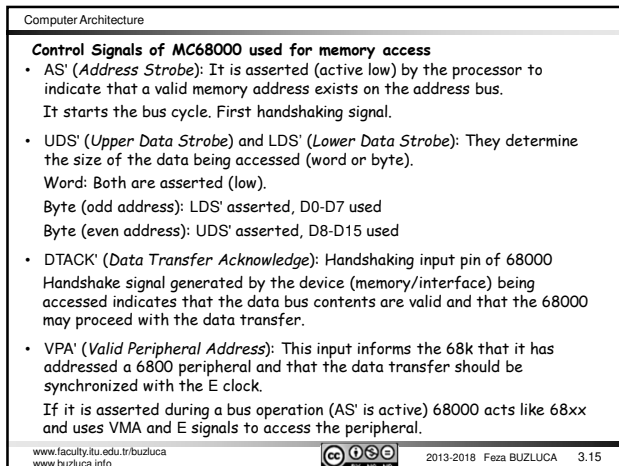 Computer Architecture
Control Signals of MC68000 used for memory access
• AS' (Address Strobe): It is asserted (active low) by the processor to
indicate that a valid memory address exists on the address bus.
It starts the bus cycle. First handshaking signal.
• UDS' (Upper Data Strobe) and LDS' (Lower Data Strobe): They determine
the size of the data being accessed (word or byte).
Word: Both are asserted (low).
Byte (odd address): LDS' asserted, D0-D7 used
Byte (even address): UDS' asserted, D8-D15 used
• DTACK' (Data Transfer Acknowledge): Handshaking input pin of 68000
Handshake signal generated by the device (memory/interface) being
accessed indicates that the data bus contents are valid and that the 68000
may proceed with the data transfer.
• VPA' (Valid Peripheral Address): This input informs the 68k that it has
addressed a 6800 peripheral and that the data transfer should be
synchronized with the E clock.
If it is asserted during a bus operation (AS' is active) 68000 acts like 68xx
and uses VMA and E signals to access the peripheral.
www.faculty.itu.edu.tr/buzluca
www.buzluca.info
cc BY NC ND
2013-2018 Feza BUZLUCA 3.15